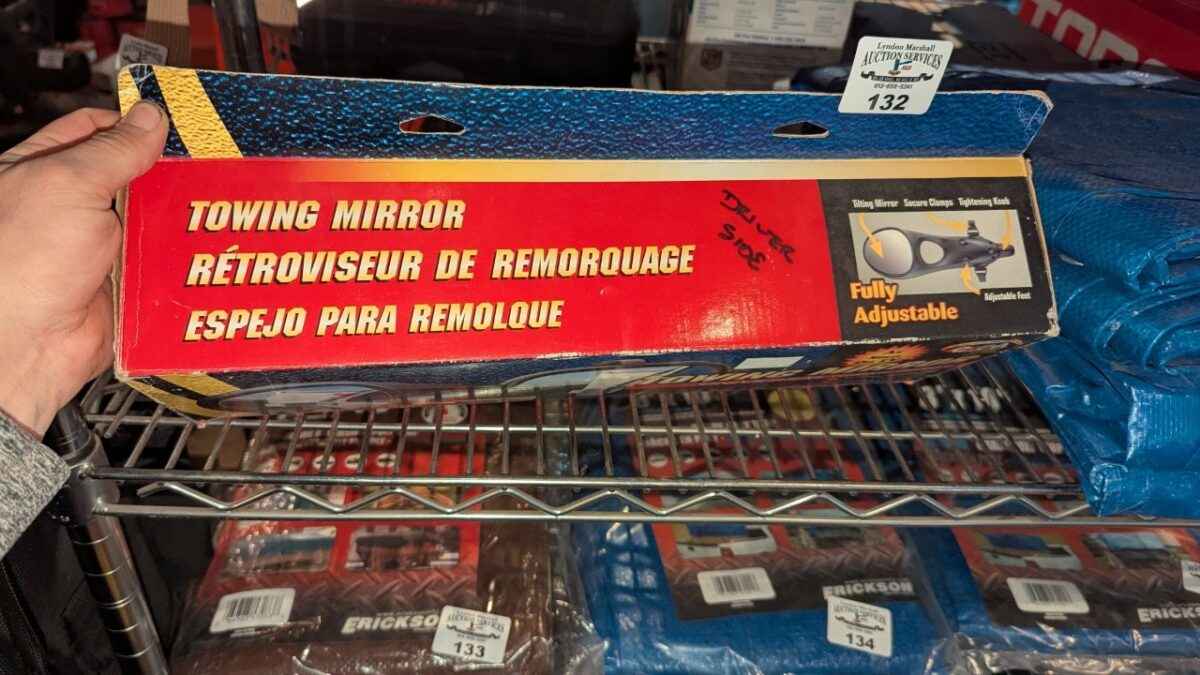 Lyndon Marshall
AUCTION SERVICES
132
TOWING MIRROR
RÉTROVISEUR DE REMORQUAGE
ESPEJO PARA REMOLQUE
DRIVER
SIDE
Tilting Mirror Secure Clamps Tightening Knob
Adjustable Feet
Fully
Adjustable
ERICKSON
133
ERICKSON
134
ERICKS